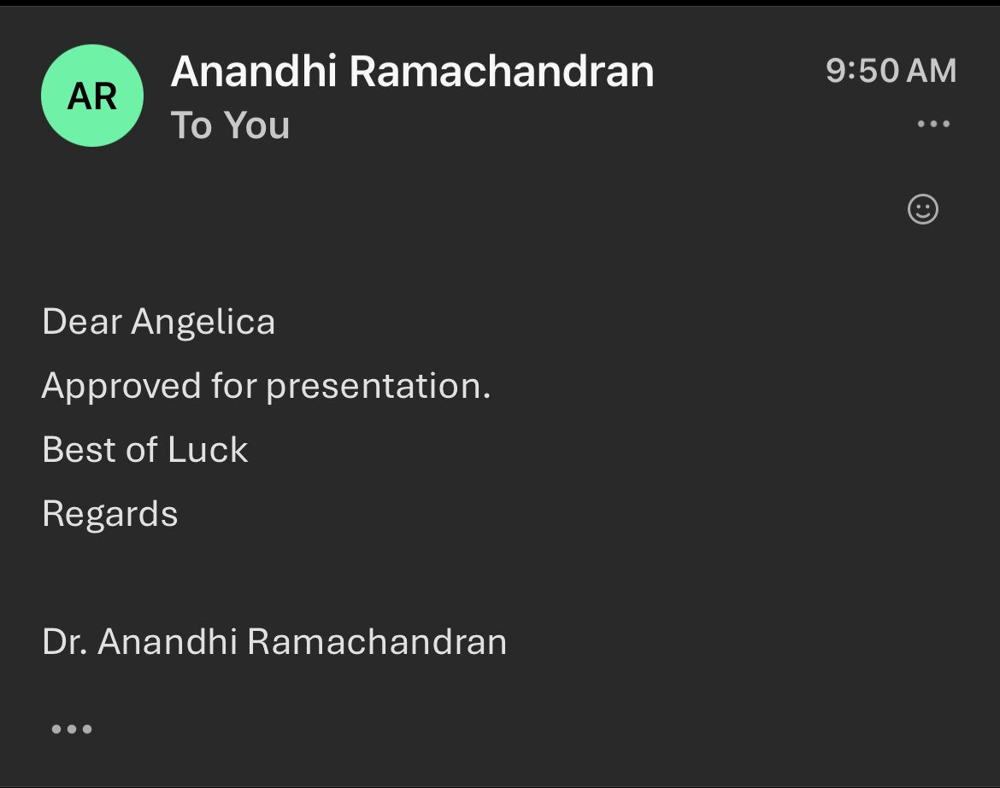 AR
Anandhi Ramachandran
9:50 AM
To You
Dear Angelica
Approved for presentation.
Best of Luck
Regards
Dr. Anandhi Ramachandran